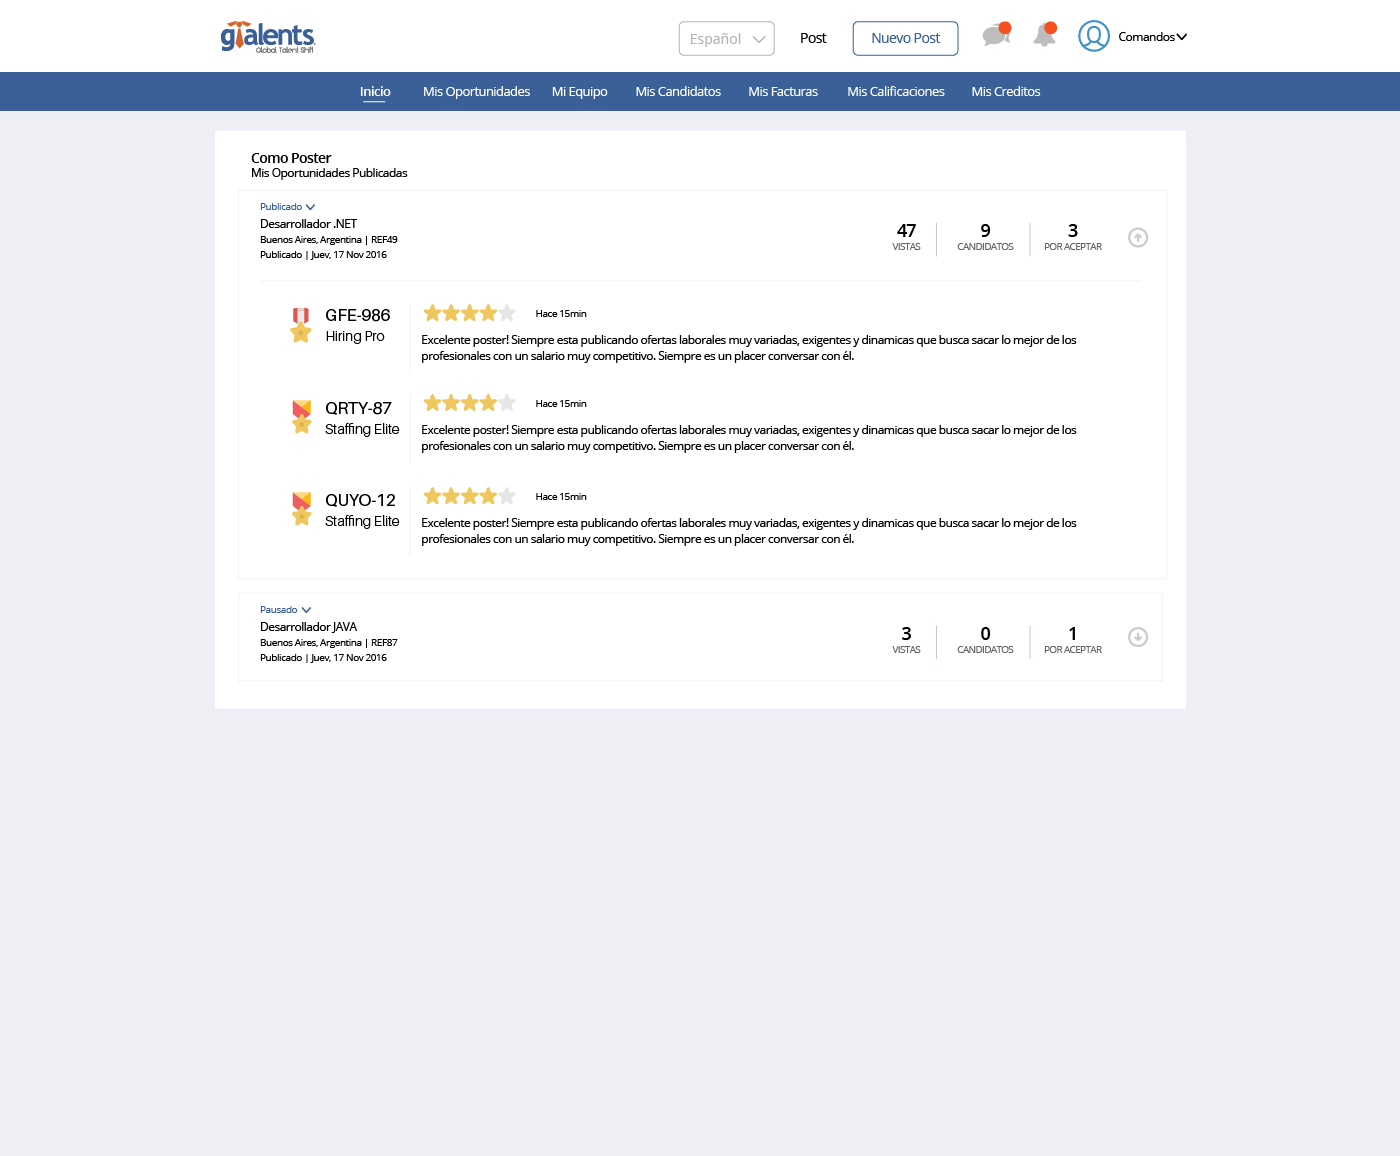 gtalents
Global Talent Shift
Español
Post
Nuevo Post
Comandos
Inicio
Mis Oportunidades
Mi Equipo
Mis Candidatos
Mis Facturas
Mis Calificaciones
Mis Creditos
Como Poster
Mis Oportunidades Publicadas
Publicado
Desarrollador .NET
Buenos Aires, Argentina | REF49
Publicado | Juev, 17 Nov 2016
47
VISTAS
9
CANDIDATOS
3
POR ACEPTAR
GFE-986
Hiring Pro
Hace 15min
Excelente poster! Siempre esta publicando ofertas laborales muy variadas, exigentes y dinamicas que busca sacar lo mejor de los
profesionales con un salario muy competitivo. Siempre es un placer conversar con él.
QRTY-87
Staffing Elite
Hace 15min
Excelente poster! Siempre esta publicando ofertas laborales muy variadas, exigentes y dinamicas que busca sacar lo mejor de los
profesionales con un salario muy competitivo. Siempre es un placer conversar con él.
QUYO-12
Staffing Elite
Hace 15min
Excelente poster! Siempre esta publicando ofertas laborales muy variadas, exigentes y dinamicas que busca sacar lo mejor de los
profesionales con un salario muy competitivo. Siempre es un placer conversar con él.
Pausado
Desarrollador JAVA
Buenos Aires, Argentina | REF87
Publicado | Juev, 17 Nov 2016
3
VISTAS
0
CANDIDATOS
1
POR ACEPTAR